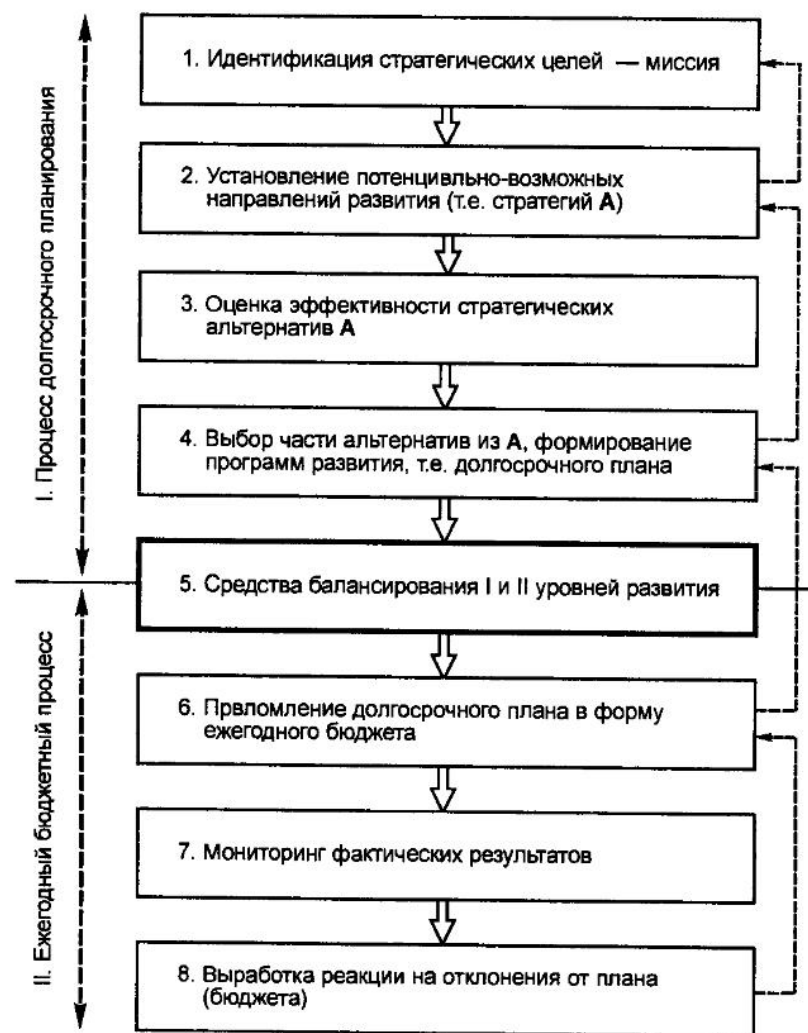 I. Процесс долгосрочного планирования
1. Идентификация стратегических целей — миссия
2. Установление потенцивльно-возможных
направлений развития (т.е. стратегий А)
3. Оценка эффективности стратегических
альтернатив А
4. Выбор части альтернатив из А, формирование
программ развития, т.е. долгосрочного плана
5. Средства балансирования I и II уровней развития
II. Ежегодный бюджетный процесс
6. Првломление долгосрочного плана в форму
ежегодного бюджета
7. Мониторинг фактических результатов
8. Выработка реакции на отклонения от плана
(бюджета)